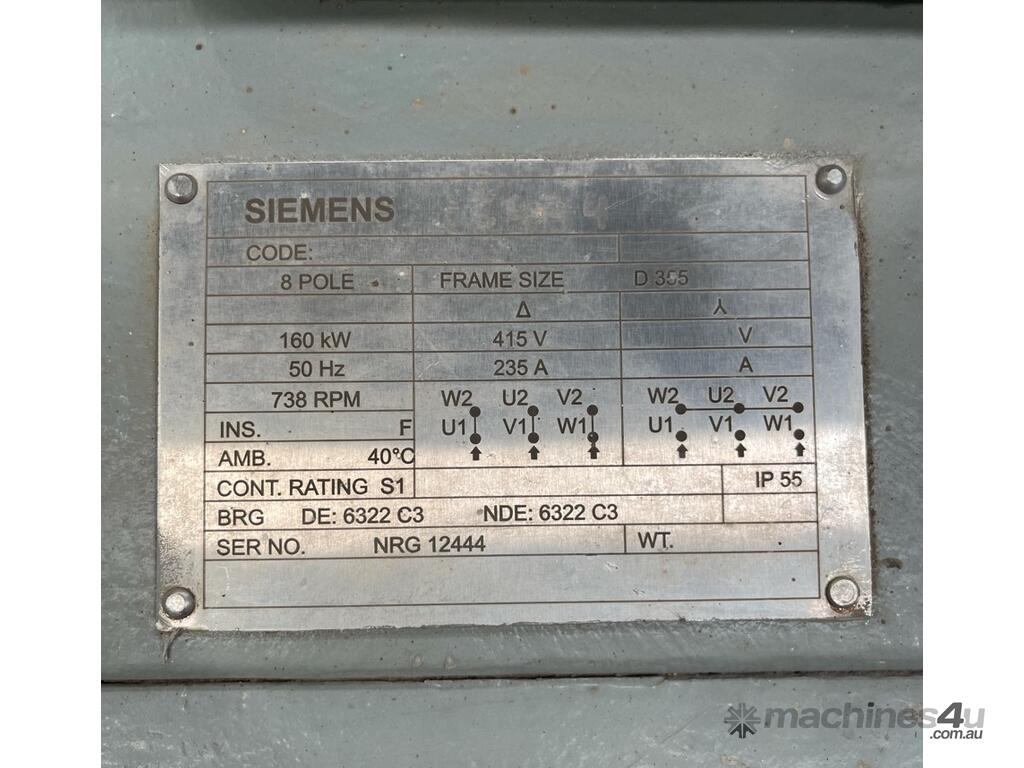 SIEMENS
CODE:
8 POLE FRAME SIZE D 355
Δ ⅄
160 kW 415 V V
50 Hz 235 A A
738 RPM W2 U2 V2 W2 U2 V2
INS. F U1 V1 W1 U1 V1 W1
AMB. 40°C
CONT. RATING S1 IP 55
BRG DE: 6322 C3 NDE: 6322 C3
SER NO. NRG 12444 WT.
machines4u
.com.au